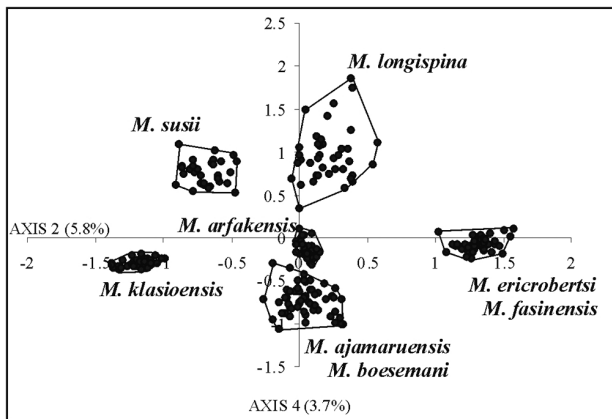 2.5
M. longispina
2
1.5
M. susii
1
0.5
M. arfakensis
AXIS 2 (5.8%)
0
-2
-1.5
-1
-0.5
0
0.5
1
1.5
2
M. klasioensis
-0.5
M. ericrobertsi
M. fasinensis
-1
M. ajamaruensis
M. boesemani
-1.5
AXIS 4 (3.7%)